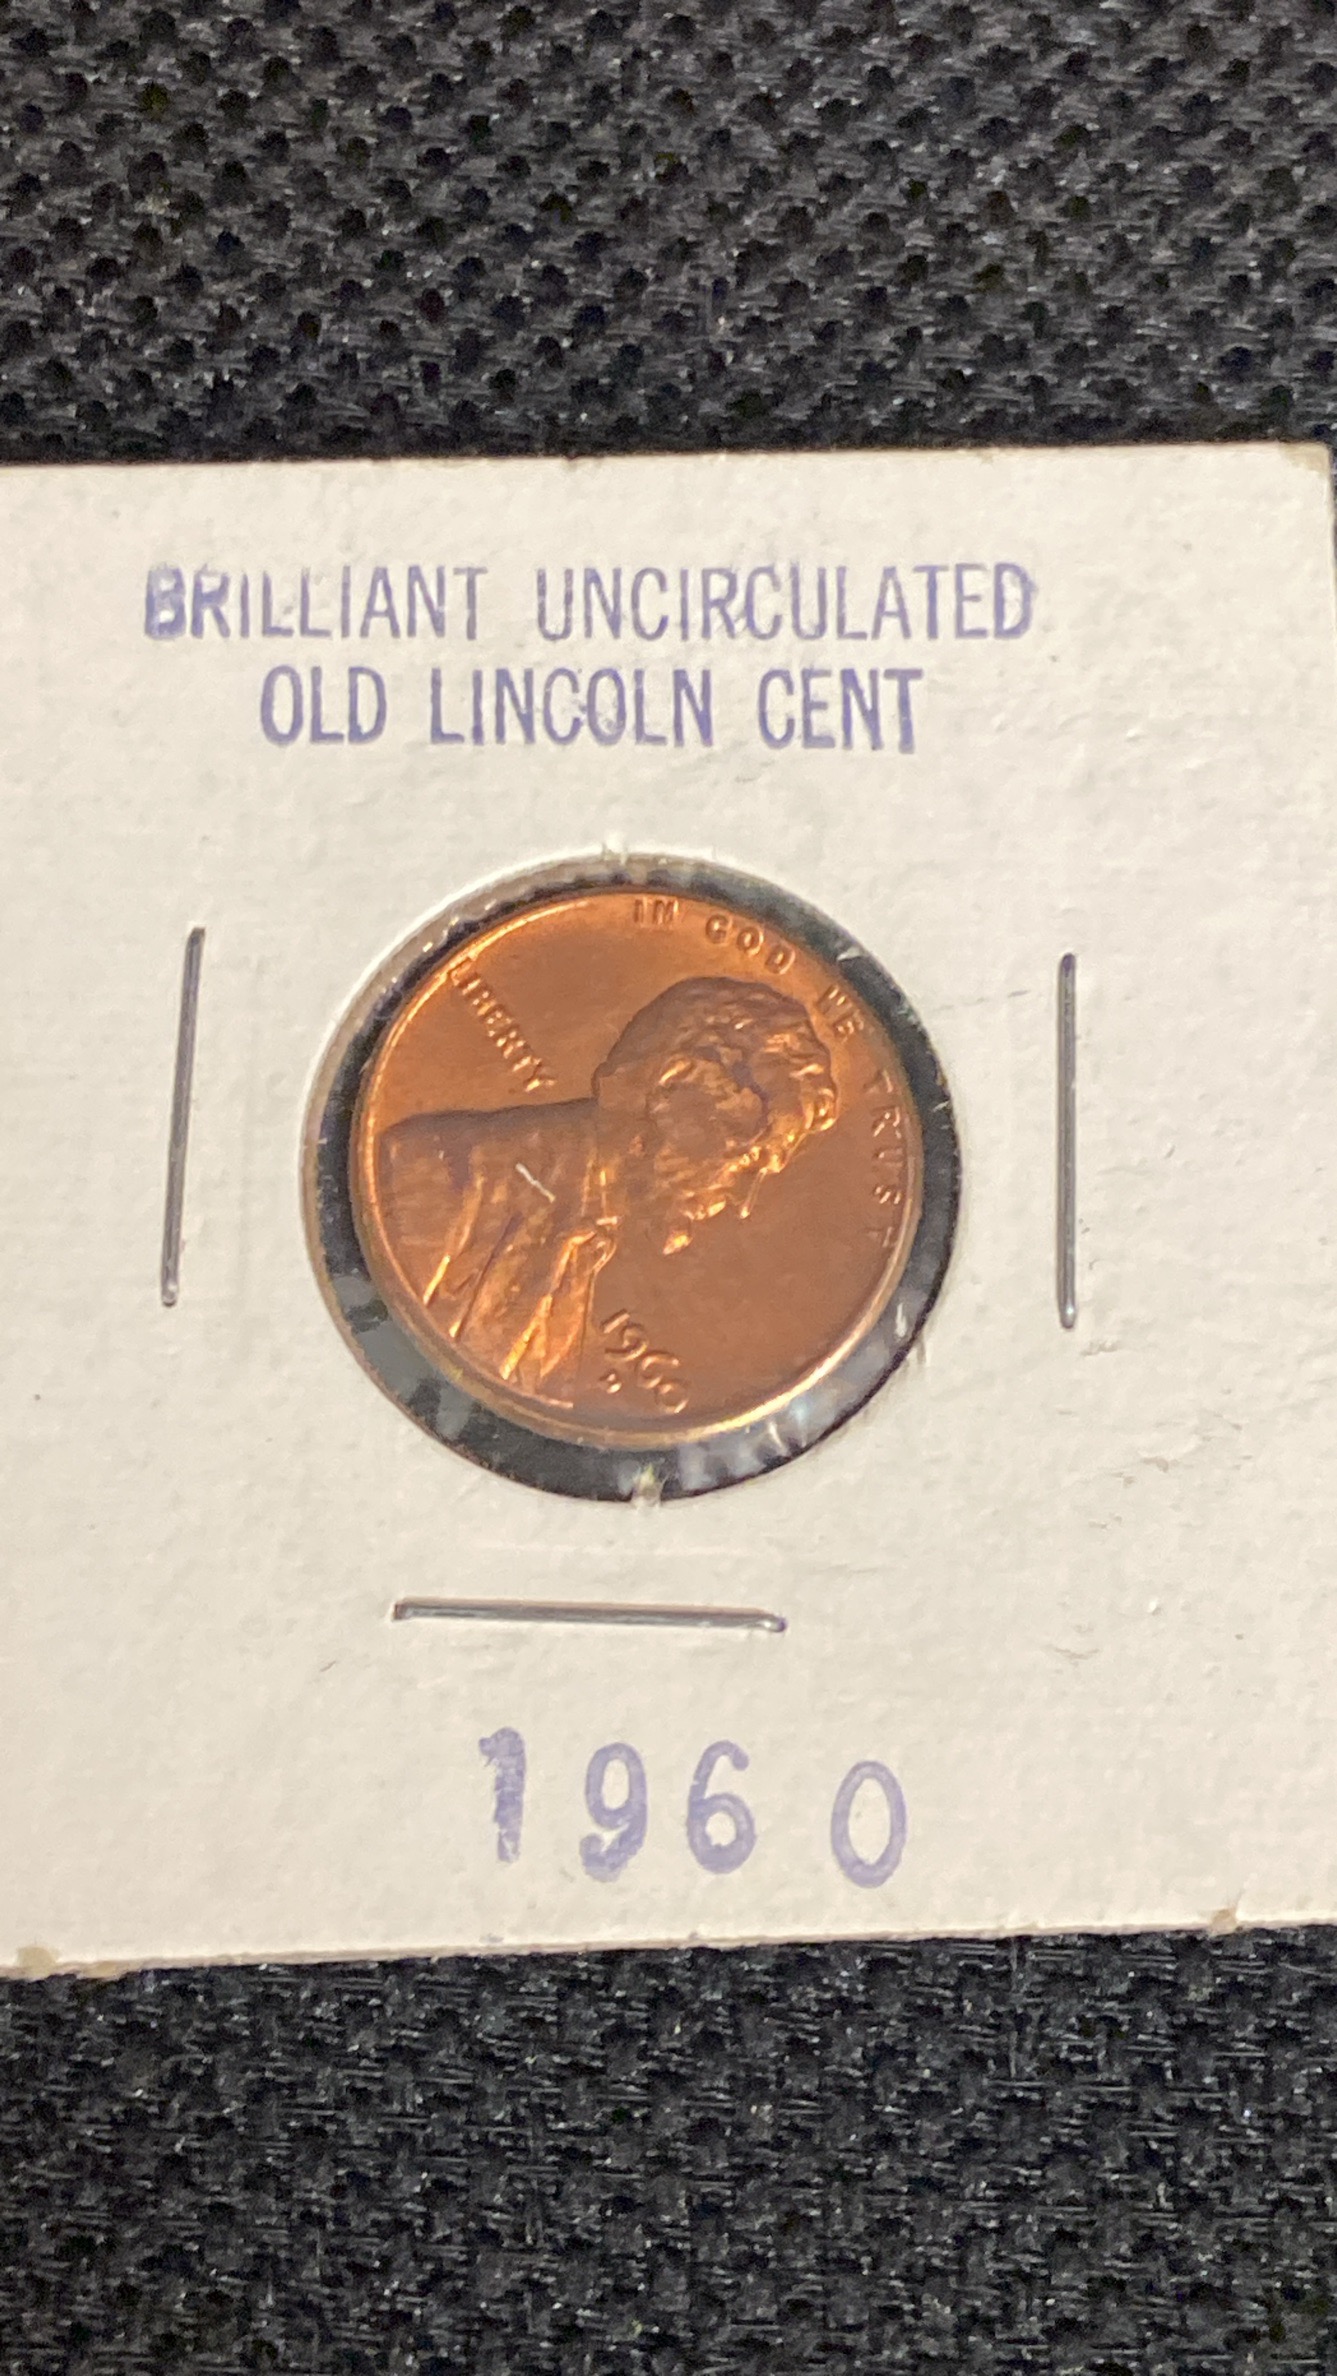 BRILLIANT UNCIRCULATED
OLD LINCOLN CENT
IN GOD WE TRUST
LIBERTY
1960
D
1960